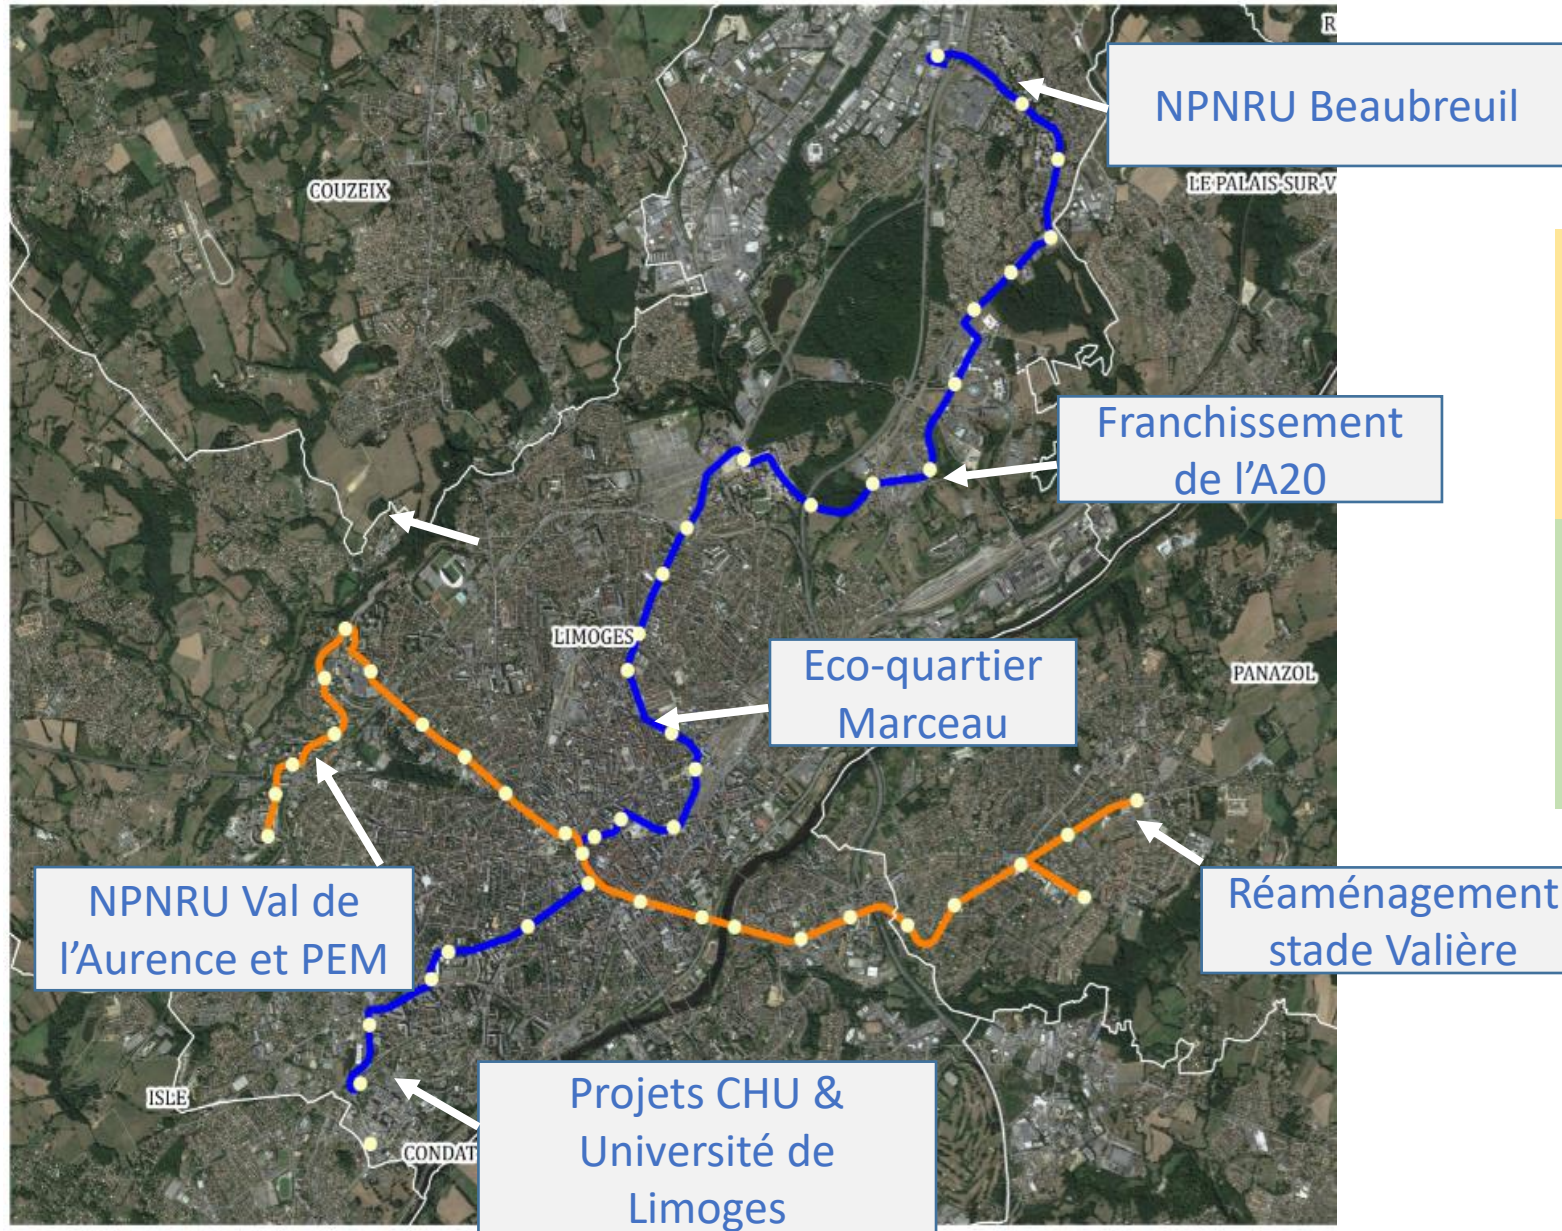 R
NPNRU Beaubreuil
COUZEIX
LE PALAIS-SUR-V
Franchissement
de l'A20
LIMOGES
Eco-quartier
Marceau
PANAZOL
NPNRU Val de
l'Aurence et PEM
Réaménagement
stade Valière
Projets CHU &
Université de
Limoges
ISLE
CONDAT